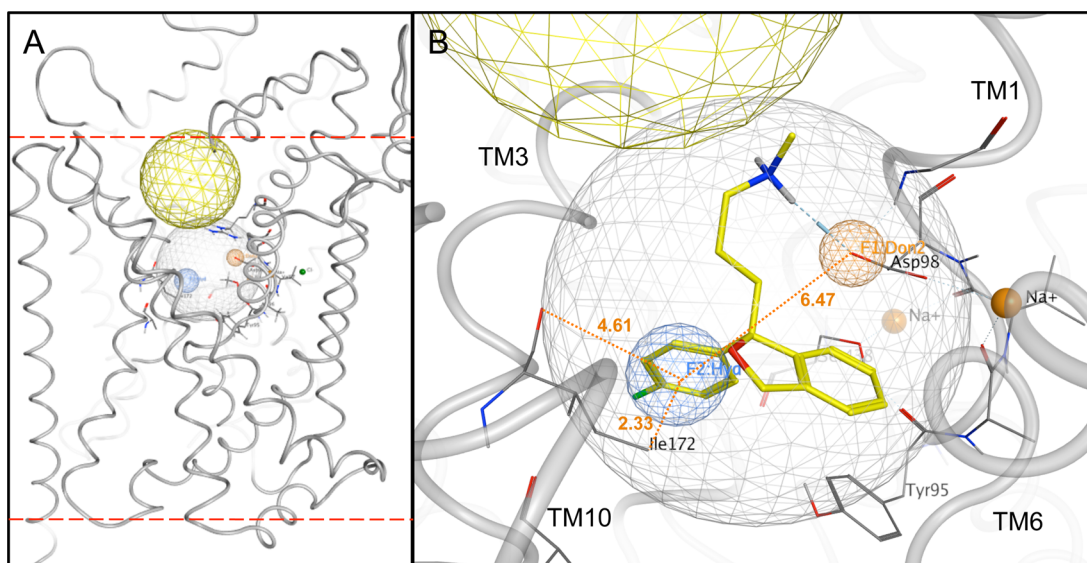 A
B
TM1
TM3
F1:Don2
Asp98
6.47
Na+
Na+
4.61
F2:Hyd
2.33
Ile172
Tyr95
TM10
TM6